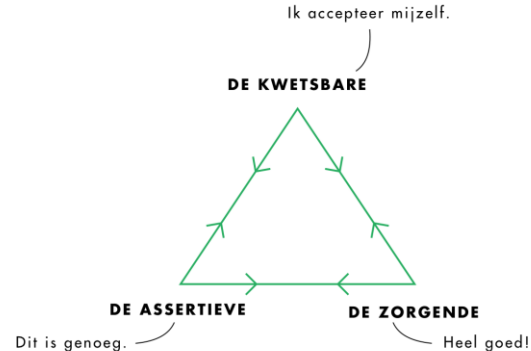 Ik accepteer mijzelf.
DE KWETSBARE
DE ASSERTIEVE
DE ZORGENDE
Dit is genoeg.
Heel goed!